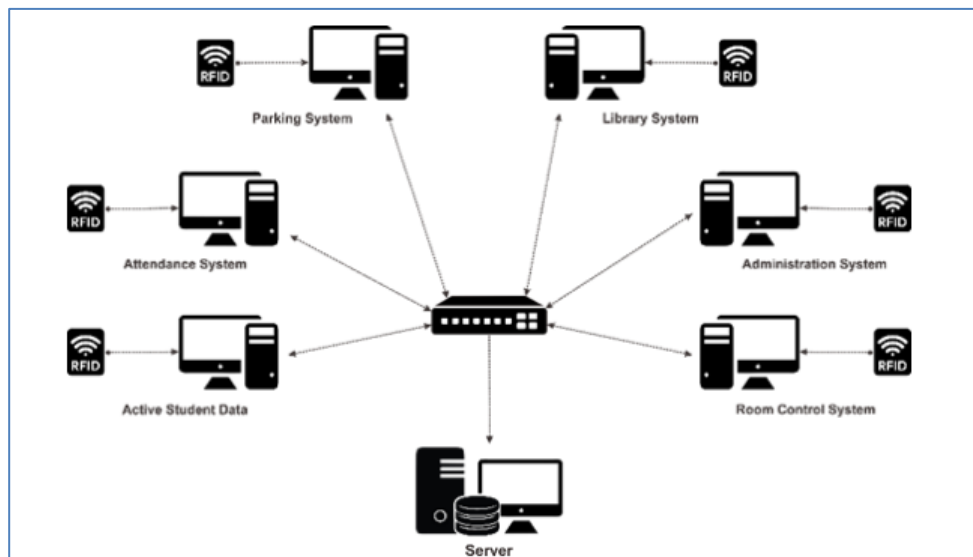 RFID
RFID
Parking System
Library System
RFID
RFID
Attendance System
Administration System
RFID
RFID
Active Student Data
Room Control System
Server